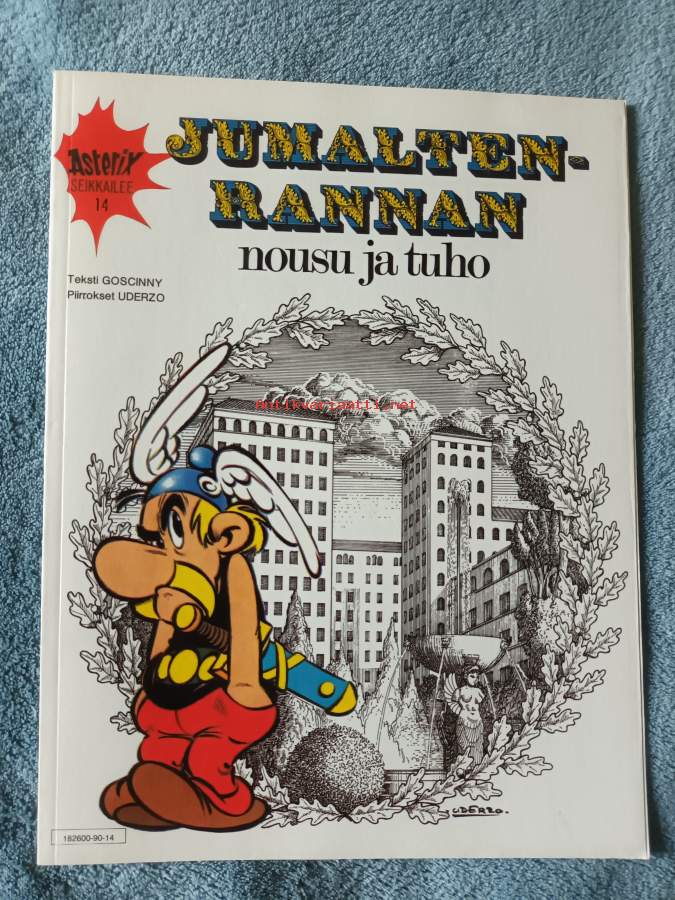 JUMALTEN-
RANNAN
nousu ja tuho
Asterix
SEIKKAILEE
14
Teksti GOSCINNY
Piirrokset UDERZO
antikvariaatti.net
UDERZO.
182600-90-14